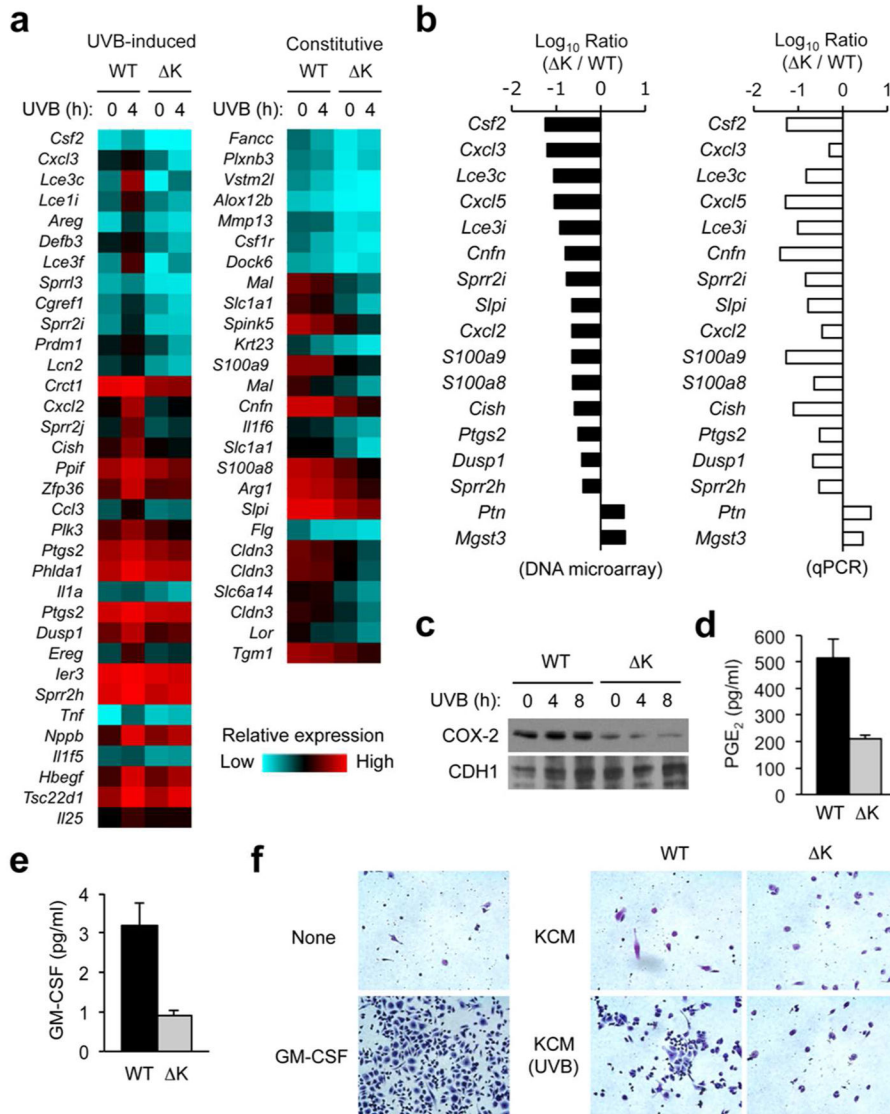 a
UVB-induced
Constitutive
WT ΔK
WT ΔK
UVB (h): 0 4 0 4
UVB (h): 0 4 0 4
Csf2
Cxcl3
Lce3c
Lce1i
Areg
Defb3
Lce3f
Sprrl3
Cgref1
Sprr2i
Prdm1
Lcn2
Crct1
Cxcl2
Sprr2j
Cish
Ppif
Zfp36
Ccl3
Plk3
Ptgs2
Phlda1
Il1a
Ptgs2
Dusp1
Ereg
Ier3
Sprr2h
Tnf
Nppb
Il1f5
Hbegf
Tsc22d1
Il25
Fancc
Plxnb3
Vstm2l
Alox12b
Mmp13
Csf1r
Dock6
Mal
Slc1a1
Spink5
Krt23
S100a9
Mal
Cnfn
Il1f6
Slc1a1
S100a8
Arg1
Slpi
Flg
Cldn3
Cldn3
Slc6a14
Cldn3
Lor
Tgm1
Relative expression
Low High
b
Log10 Ratio
(ΔK / WT)
-2 -1 0 1
Csf2
Cxcl3
Lce3c
Cxcl5
Lce3i
Cnfn
Sprr2i
Slpi
Cxcl2
S100a9
S100a8
Cish
Ptgs2
Dusp1
Sprr2h
Ptn
Mgst3
(DNA microarray)
Log10 Ratio
(ΔK / WT)
-2 -1 0 1
Csf2
Cxcl3
Lce3c
Cxcl5
Lce3i
Cnfn
Sprr2i
Slpi
Cxcl2
S100a9
S100a8
Cish
Ptgs2
Dusp1
Sprr2h
Ptn
Mgst3
(qPCR)
c
WT ΔK
UVB (h): 0 4 8 0 4 8
COX-2
CDH1
d
PGE2 (pg/ml)
600
500
400
300
200
100
0
WT ΔK
e
GM-CSF (pg/ml)
4
3
2
1
0
WT ΔK
f
WT ΔK
None
KCM
GM-CSF
KCM
(UVB)